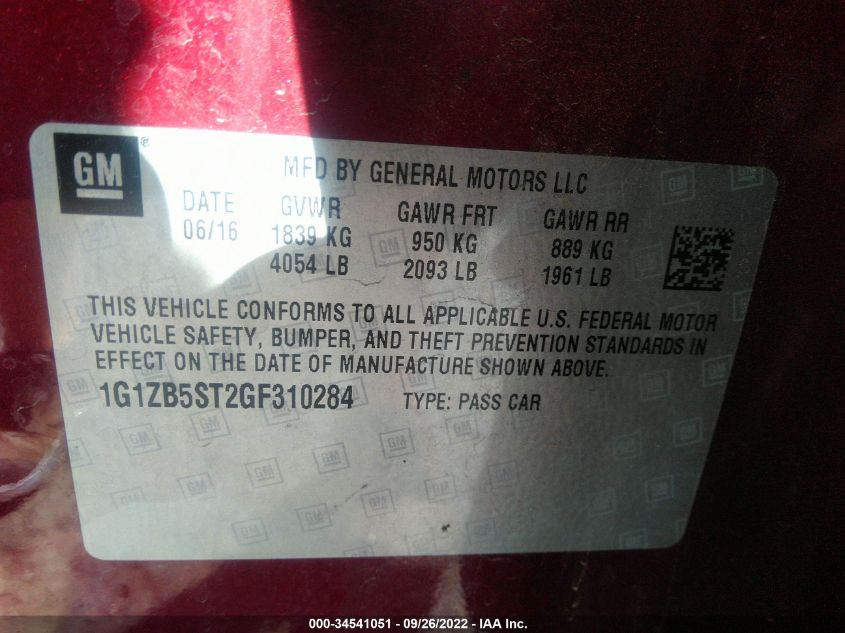 GM®
MFD BY GENERAL MOTORS LLC
DATE GVWR GAWR FRT GAWR RR
06/16 1839 KG 950 KG 889 KG
4054 LB 2093 LB 1961 LB
THIS VEHICLE CONFORMS TO ALL APPLICABLE U.S. FEDERAL MOTOR
VEHICLE SAFETY, BUMPER, AND THEFT PREVENTION STANDARDS IN
EFFECT ON THE DATE OF MANUFACTURE SHOWN ABOVE.
1G1ZB5ST2GF310284 TYPE: PASS CAR
000-34541051 - 09/26/2022 - IAA Inc.